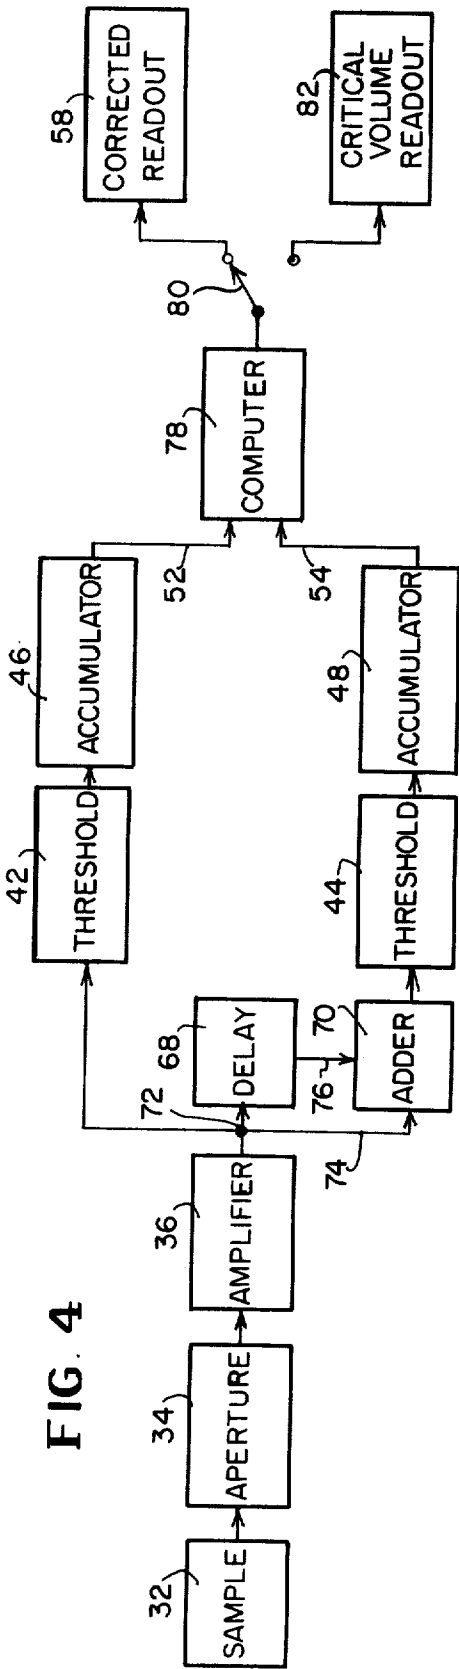 FIG. 4
32
SAMPLE
34
APERTURE
36
AMPLIFIER
72
68
DELAY
74
76
70
ADDER
42
THRESHOLD
46
ACCUMULATOR
52
44
THRESHOLD
48
ACCUMULATOR
54
78
COMPUTER
80
58
CORRECTED
READOUT
82
CRITICAL
VOLUME
READOUT